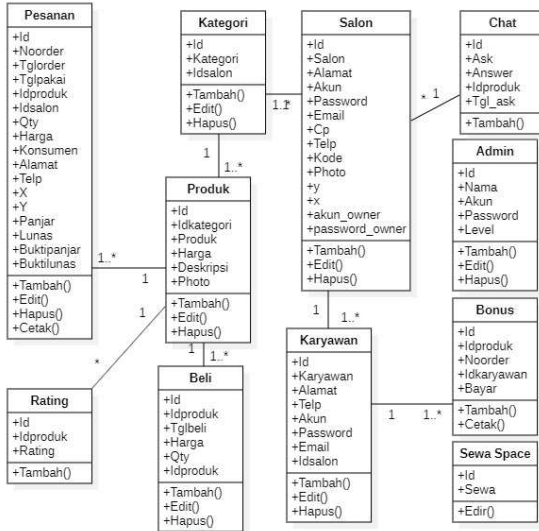 Pesanan
+Id
+Noorder
+Tglorder
+Tglpakai
+Idproduk
+Idsalon
+Qty
+Harga
+Konsumen
+Alamat
+Telp
+X
+Y
+Panjar
+Lunas
+Buktipanjar
+Buktilunas
+Tambah()
+Edit()
+Hapus()
+Cetak()
Kategori
+Id
+Kategori
+Idsalon
+Tambah()
+Edit()
+Hapus()
1
1..*
1
1..*
Salon
+Id
+Salon
+Alamat
+Akun
+Password
+Email
+Cp
+Telp
+Kode
+Photo
+y
+x
+akun_owner
+password_owner
+Tambah()
+Edit()
+Hapus()
*
1
Chat
+Id
+Ask
+Answer
+Idproduk
+Tgl_ask
+Tambah()
Admin
+Id
+Nama
+Akun
+Password
+Level
+Tambah()
+Edit()
+Hapus()
Produk
+Id
+Idkategori
+Produk
+Harga
+Deskripsi
+Photo
+Tambah()
+Edit()
+Hapus()
1..*
1
1
*
1
1..*
1
1..*
Rating
+Id
+Idproduk
+Rating
+Tambah()
Beli
+Id
+Idproduk
+Tglbeli
+Harga
+Qty
+Idproduk
+Tambah()
+Edit()
+Hapus()
Karyawan
+Id
+Karyawan
+Alamat
+Telp
+Akun
+Password
+Email
+Idsalon
+Tambah()
+Edit()
+Hapus()
1
1..*
Bonus
+Id
+Idproduk
+Noorder
+Idkaryawan
+Bayar
+Tambah()
+Cetak()
Sewa Space
+Id
+Sewa
+Edir()